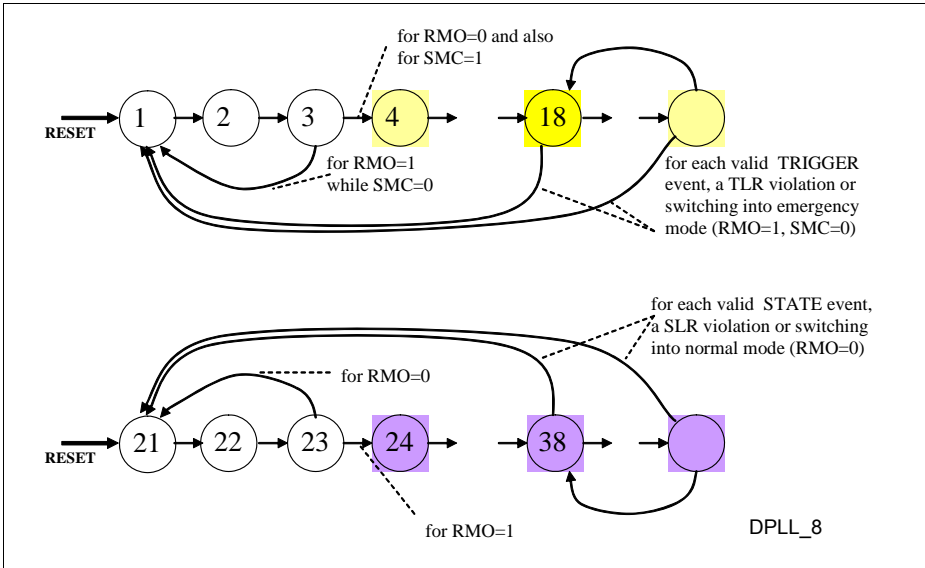 for RMO=0 and also
for SMC=1
RESET
1
2
3
4
18
for RMO=1
while SMC=0
for each valid TRIGGER
event, a TLR violation or
switching into emergency
mode (RMO=1, SMC=0)
for each valid STATE event,
a SLR violation or switching
into normal mode (RMO=0)
for RMO=0
RESET
21
22
23
24
38
for RMO=1
DPLL_8